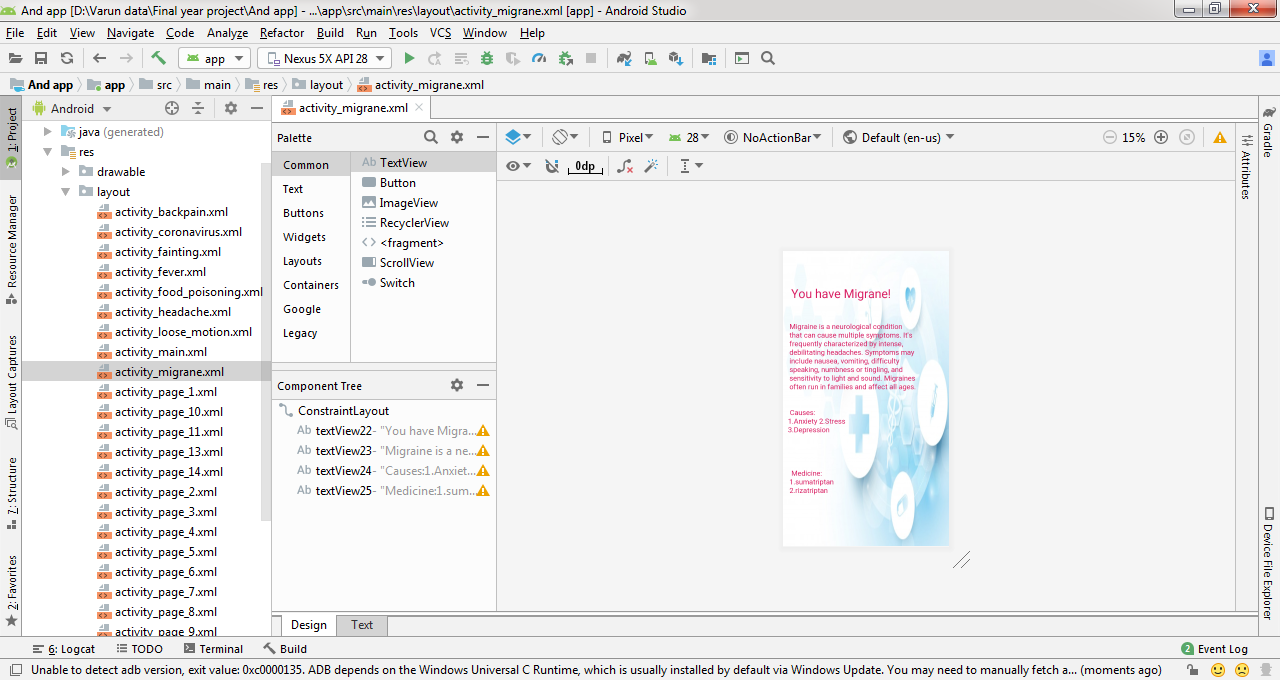 And app [D:\Varun data\Final year project\And app] - ...\app\src\main\res\layout\activity_migrane.xml [app] - Android Studio
File Edit View Navigate Code Analyze Refactor Build Run Tools VCS Window Help
app Nexus 5X API 28
And app app src main res layout activity_migrane.xml
1: Project
Resource Manager
Layout Captures
7: Structure
2: Favorites
Android
java (generated)
res
drawable
layout
activity_backpain.xml
activity_coronavirus.xml
activity_fainting.xml
activity_fever.xml
activity_food_poisoning.xml
activity_headache.xml
activity_loose_motion.xml
activity_main.xml
activity_migrane.xml
activity_page_1.xml
activity_page_10.xml
activity_page_11.xml
activity_page_13.xml
activity_page_14.xml
activity_page_2.xml
activity_page_3.xml
activity_page_4.xml
activity_page_5.xml
activity_page_6.xml
activity_page_7.xml
activity_page_8.xml
activity_page_9.xml
activity_migrane.xml
Palette
Common
Text
Buttons
Widgets
Layouts
Containers
Google
Legacy
Ab TextView
Button
ImageView
RecyclerView
<fragment>
ScrollView
Switch
Component Tree
ConstraintLayout
Ab textView22- "You have Migra...
Ab textView23- "Migraine is a ne...
Ab textView24- "Causes:1.Anxiet...
Ab textView25- "Medicine:1.sum...
Pixel 28 NoActionBar Default (en-us) 15%
0dp
You have Migrane!
Migraine is a neurological condition
that can cause multiple symptoms. It's
frequently characterized by intense,
debilitating headaches. Symptoms may
include nausea, vomiting, difficulty
speaking, numbness or tingling, and
sensitivity to light and sound. Migraines
often run in families and affect all ages.
Causes:
1.Anxiety 2.Stress
3.Depression
Medicine:
1.sumatriptan
2.rizatriptan
Design Text
Gradle
Attributes
Device File Explorer
6: Logcat TODO Terminal Build 2 Event Log
Unable to detect adb version, exit value: 0xc0000135. ADB depends on the Windows Universal C Runtime, which is usually installed by default via Windows Update. You may need to manually fetch a... (moments ago)